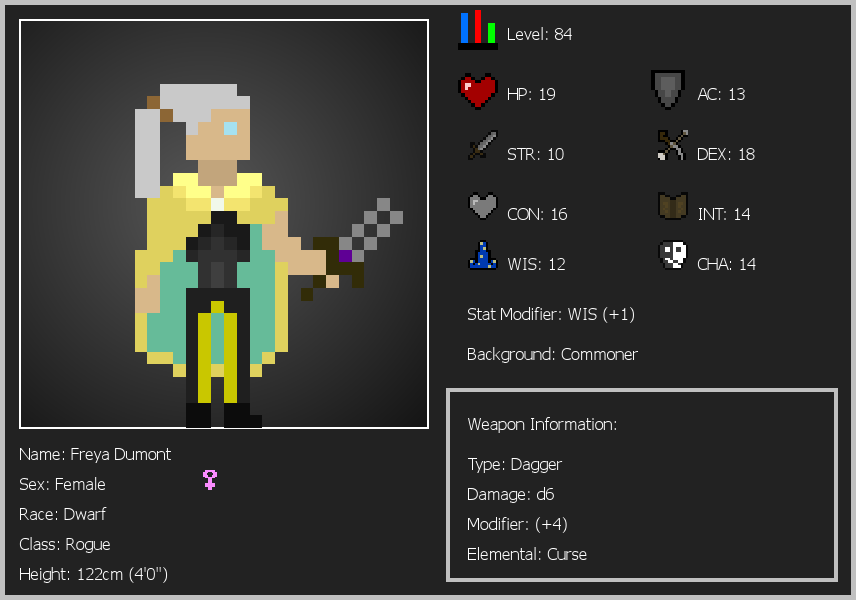 Level: 84
HP: 19
AC: 13
STR: 10
DEX: 18
CON: 16
INT: 14
WIS: 12
CHA: 14
Stat Modifier: WIS (+1)
Background: Commoner
Weapon Information:
Type: Dagger
Damage: d6
Modifier: (+4)
Elemental: Curse
Name: Freya Dumont
Sex: Female
Race: Dwarf
Class: Rogue
Height: 122cm (4'0")